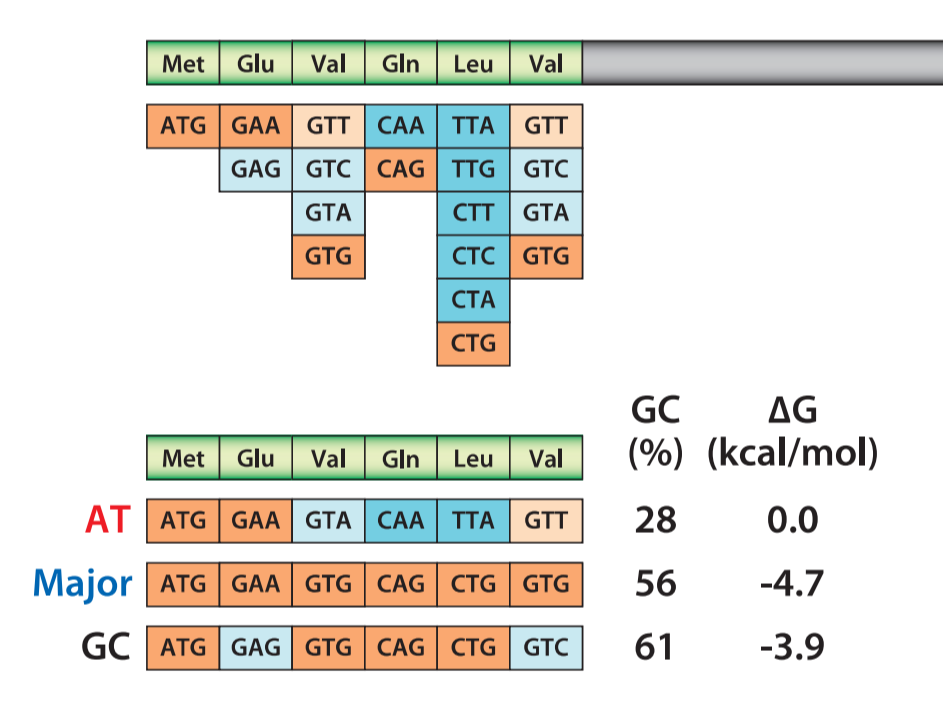 Met Glu Val Gln Leu Val
ATG GAA GTT CAA TTA GTT
GAG GTC CAG TTG GTC
GTA CTT GTA
GTG CTC GTG
CTA
CTG
GC ΔG
(%) (kcal/mol)
Met Glu Val Gln Leu Val
AT ATG GAA GTA CAA TTA GTT 28 0.0
Major ATG GAA GTG CAG CTG GTG 56 -4.7
GC ATG GAG GTG CAG CTG GTC 61 -3.9